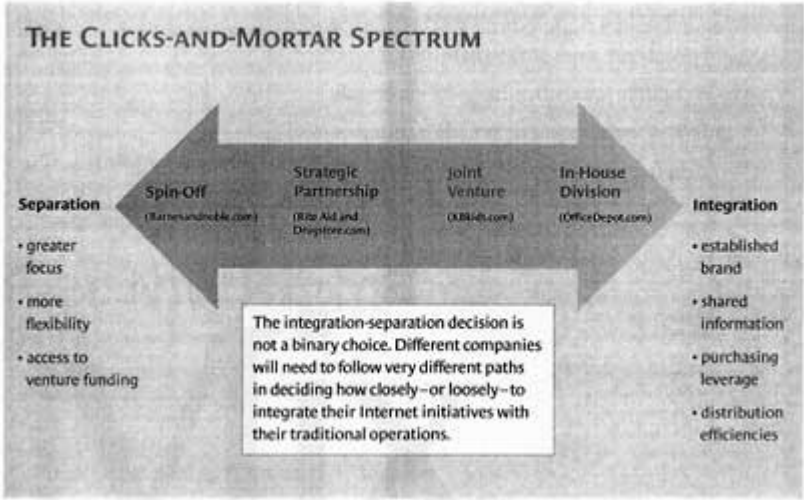 THE CLICKS-AND-MORTAR SPECTRUM
Separation
• greater
focus
• more
flexibility
• access to
venture funding
Spin-Off
(Barnesandnoble.com)
Strategic
Partnership
(Rite Aid and
Drugstore.com)
Joint
Venture
(KBkids.com)
In-House
Division
(OfficeDepot.com)
Integration
• established
brand
• shared
information
• purchasing
leverage
• distribution
efficiencies
The integration-separation decision is
not a binary choice. Different companies
will need to follow very different paths
in deciding how closely–or loosely–to
integrate their Internet initiatives with
their traditional operations.